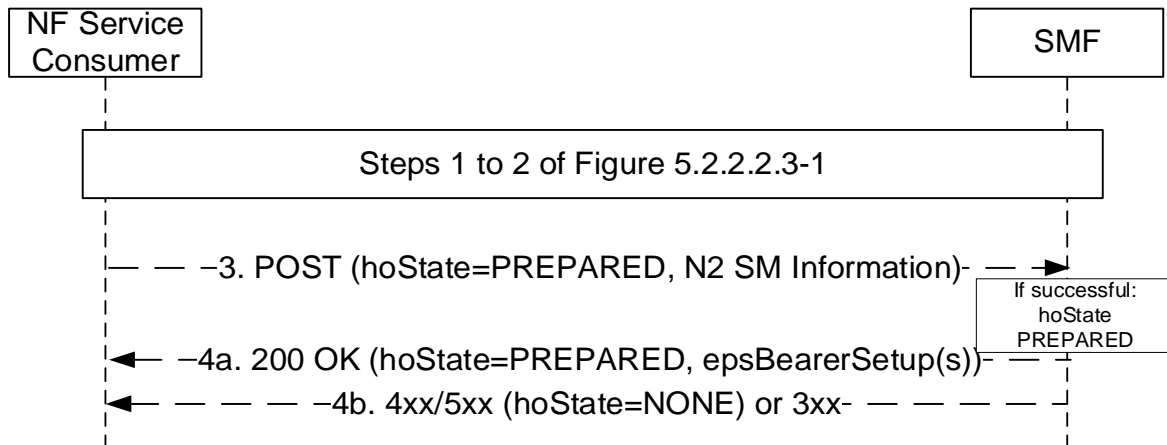 NF Service
Consumer
SMF
Steps 1 to 2 of Figure 5.2.2.2.3-1
3. POST (hoState=PREPARED, N2 SM Information)
If successful:
hoState
PREPARED
4a. 200 OK (hoState=PREPARED, epsBearerSetup(s))
4b. 4xx/5xx (hoState=NONE) or 3xx